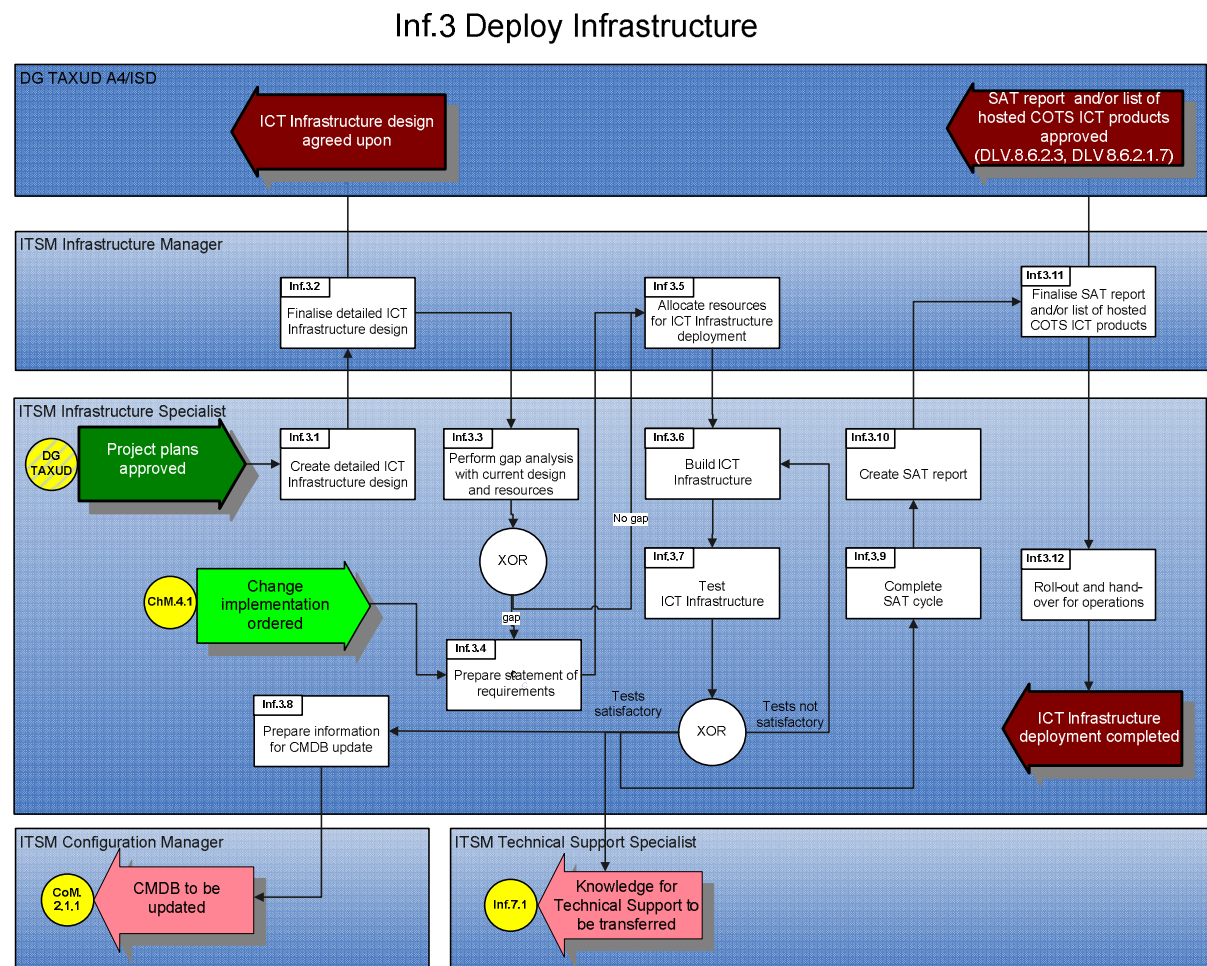 Inf.3 Deploy Infrastructure
DG TAXUD A4/ISD
ICT Infrastructure design
agreed upon
SAT report and/or list of
hosted COTS ICT products
approved
(DLV.8.6.2.3, DLV 8.6.2.1.7)
ITSM Infrastructure Manager
Inf.3.2
Finalise detailed ICT
Infrastructure design
Inf.3.5
Allocate resources
for ICT Infrastructure
deployment
Inf.3.11
Finalise SAT report
and/or list of hosted
COTS ICT products
ITSM Infrastructure Specialist
DG
TAXUD
Project plans
approved
Inf.3.1
Create detailed ICT
Infrastructure design
Inf.3.3
Perform gap analysis
with current design
and resources
Inf.3.6
Build ICT
Infrastructure
Inf.3.10
Create SAT report
No gap
XOR
ChM.4.1
Change
implementation
ordered
gap
Inf.3.7
Test
ICT Infrastructure
Inf.3.9
Complete
SAT cycle
Inf.3.12
Roll-out and hand-
over for operations
Inf.3.4
Prepare statement of
requirements
Inf.3.8
Prepare information
for CMDB update
Tests
satisfactory
XOR
Tests not
satisfactory
ICT Infrastructure
deployment completed
ITSM Configuration Manager
CoM.
2.1.1
CMDB to be
updated
ITSM Technical Support Specialist
Inf.7.1
Knowledge for
Technical Support to
be transferred